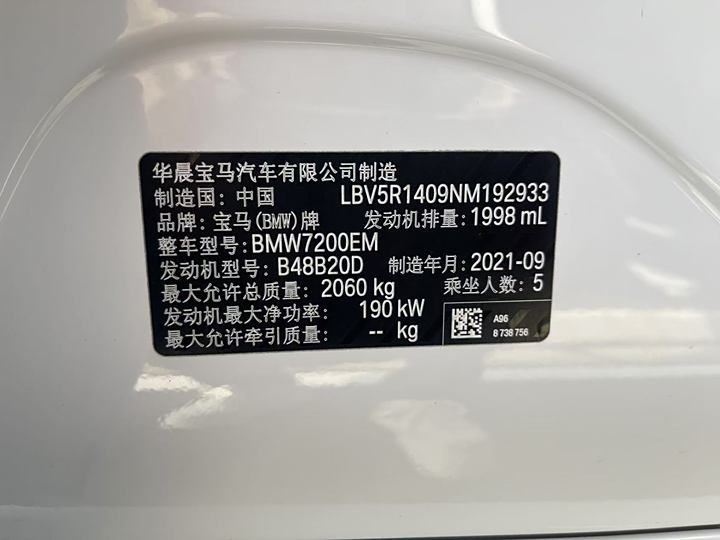 华晨宝马汽车有限公司制造
制造国: 中国 LBV5R1409NM192933
品牌: 宝马(BMW)牌 发动机排量: 1998 mL
整车型号: BMW7200EM
发动机型号: B48B20D 制造年月: 2021-09
最大允许总质量: 2060 kg 乘坐人数: 5
发动机最大净功率: 190 kW
最大允许牵引质量: -- kg
A96
8 738 756